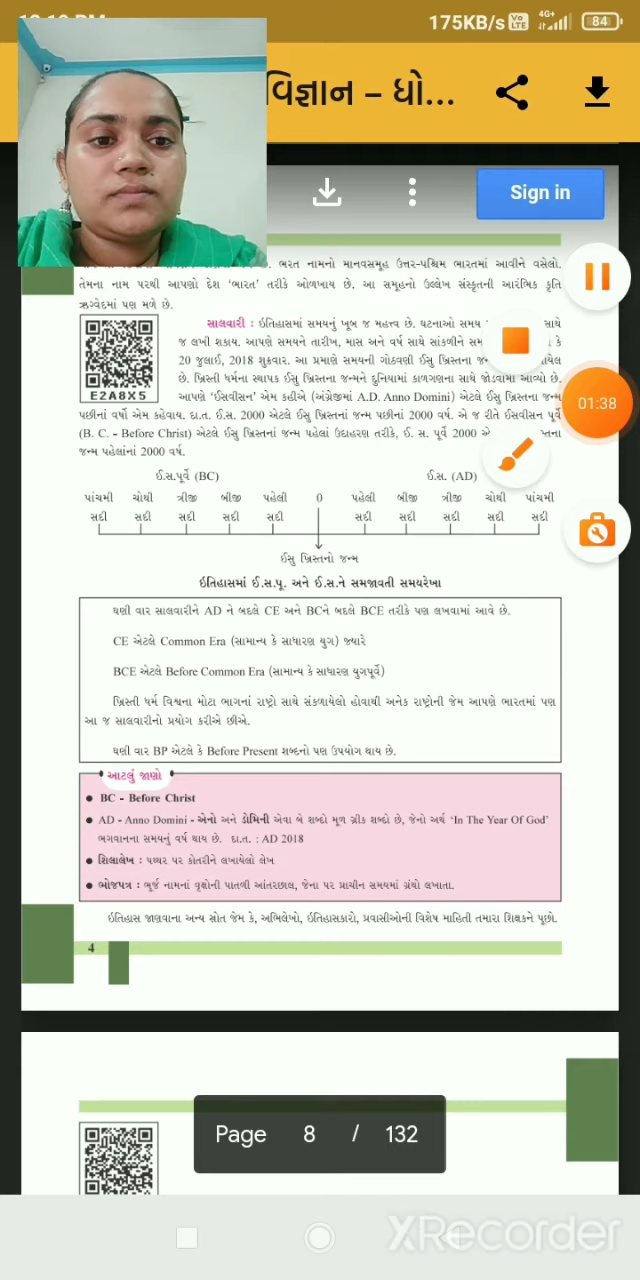 175KB/s Vo LTE 4G+ 84
વિજ્ઞાન – ધો...
Sign in
ભરત નામનો માનવસમૂહ ઉત્તર-પશ્ચિમ ભારતમાં આવીને વસેલો.
તેમના નામ પરથી આપણો દેશ ‘ભારત’ તરીકે ઓળખાય છે. આ સમૂહનો ઉલ્લેખ સંસ્કૃતની આરંભિક કૃતિ
ઋગ્વેદમાં પણ મળે છે.
સાલવારી : ઇતિહાસમાં સમયનું ખૂબ જ મહત્ત્વ છે. ઘટનાઓ સમય સાથે
જ લખી શકાય. આપણે સમયને તારીખ, માસ અને વર્ષ સાથે સાંકળીને સમ કે
20 જુલાઈ, 2018 શુક્રવાર. આ પ્રમાણે સમયની ગોઠવણી ઈસુ ખ્રિસ્તના જન યેલ
છે. ખ્રિસ્તી ધર્મના સ્થાપક ઈસુ ખ્રિસ્તના જન્મને દુનિયામાં કાળગણના સાથે જોડવામાં આવ્યો છે.
E2A8X5
આપણે ‘ઈસવીસન’ એમ કહીએ (અંગ્રેજીમાં A.D. Anno Domini) એટલે ઈસુ ખ્રિસ્તના જન્મ
પછીનાં વર્ષો એમ કહેવાય. દા.ત. ઈ.સ. 2000 એટલે ઈસુ ખ્રિસ્તનાં જન્મ પછીનાં 2000 વર્ષ. એ જ રીતે ઈસવીસન પૂર્વે
(B. C. - Before Christ) એટલે ઈસુ ખ્રિસ્તનાં જન્મ પહેલાં ઉદાહરણ તરીકે, ઈ. સ. પૂર્વે 2000 એ સ્તના
જન્મ પહેલાંનાં 2000 વર્ષ.
01:38
ઈ.સ.પૂર્વે (BC) ઈ.સ. (AD)
પાંચમી ચોથી ત્રીજી બીજી પહેલી 0 પહેલી બીજી ત્રીજી ચોથી પાંચમી
સદી સદી સદી સદી સદી સદી સદી સદી સદી સદી
ઈસુ ખ્રિસ્તનો જન્મ
ઇતિહાસમાં ઈ.સ.પૂ. અને ઈ.સ.ને સમજાવતી સમયરેખા
ઘણી વાર સાલવારીને AD ને બદલે CE અને BCને બદલે BCE તરીકે પણ લખવામાં આવે છે.
CE એટલે Common Era (સામાન્ય કે સાધારણ યુગ) જ્યારે
BCE એટલે Before Common Era (સામાન્ય કે સાધારણ યુગપૂર્વે)
ખ્રિસ્તી ધર્મ વિશ્વના મોટા ભાગનાં રાષ્ટ્રો સાથે સંકળાયેલો હોવાથી અનેક રાષ્ટ્રોની જેમ આપણે ભારતમાં પણ
આ જ સાલવારીનો પ્રયોગ કરીએ છીએ.
ઘણી વાર BP એટલે કે Before Present શબ્દનો પણ ઉપયોગ થાય છે.
આટલું જાણો
● BC - Before Christ
● AD - Anno Domini - એનો અને ડોમિની એવા બે શબ્દો મૂળ ગ્રીક શબ્દો છે, જેનો અર્થ ‘In The Year Of God’
ભગવાનના સમયનું વર્ષ થાય છે. દા.ત. : AD 2018
● શિલાલેખ : પથ્થર પર કોતરીને લખાયેલો લેખ
● ભોજપત્ર : ભૂર્જ નામનાં વૃક્ષોની પાતળી આંતરછાલ, જેના પર પ્રાચીન સમયમાં ગ્રંથો લખાતા.
ઇતિહાસ જાણવાના અન્ય સ્રોત જેમ કે, અભિલેખો, ઇતિહાસકારો, પ્રવાસીઓની વિશેષ માહિતી તમારા શિક્ષકને પૂછો.
4
Page 8 / 132
XRecorder